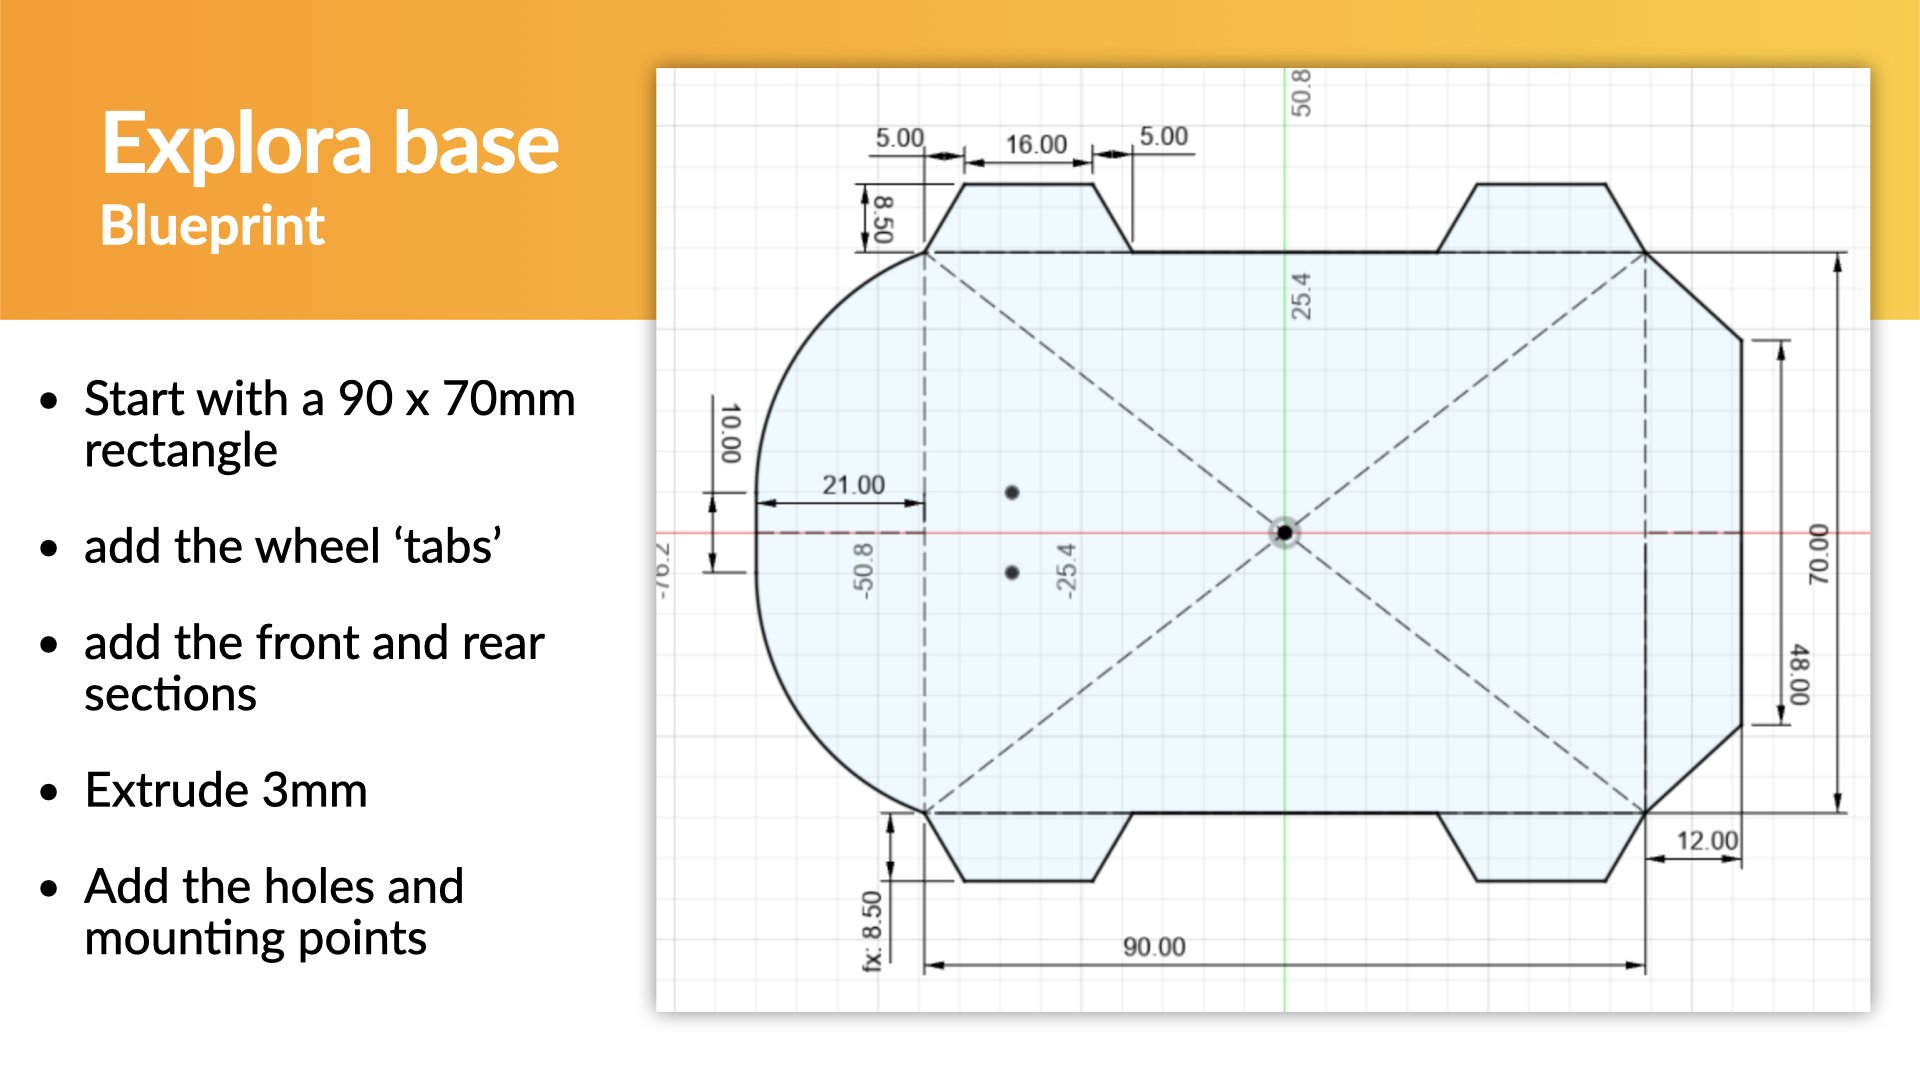 Explora base
Blueprint
• Start with a 90 x 70mm
rectangle
• add the wheel ‘tabs’
• add the front and rear
sections
• Extrude 3mm
• Add the holes and
mounting points
50.8
5.00
16.00
5.00
8.50
25.4
10.00
21.00
-76.2
-50.8
-25.4
70.00
48.00
12.00
fx: 8.50
90.00